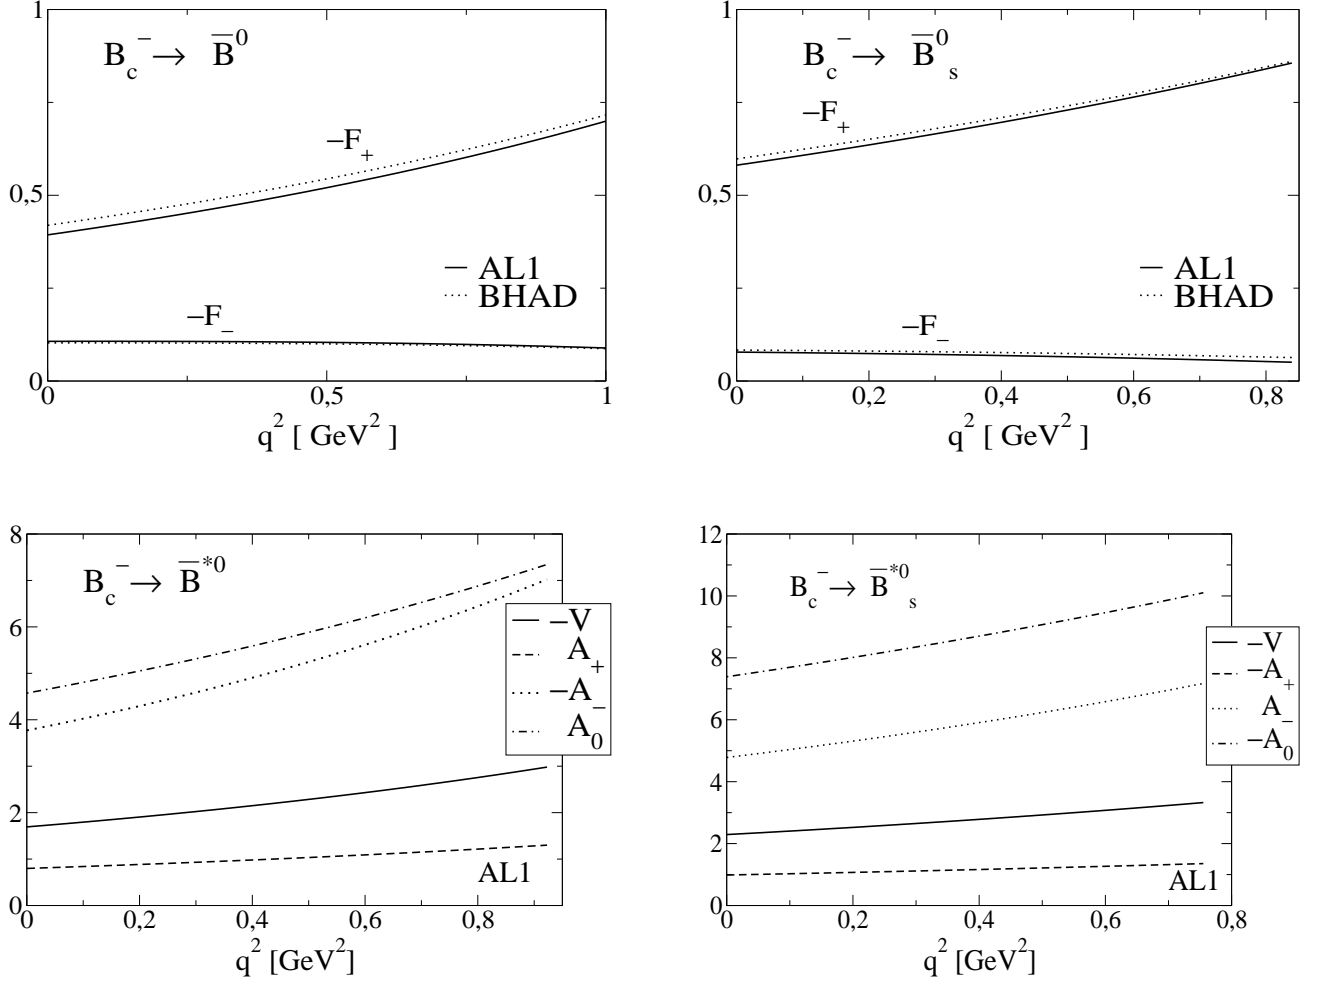 1
B_c^- → B̅^0
−F_+
0,5
AL1
BHAD
−F_−
0
0
0,5
1
q^2 [ GeV^2 ]
1
B_c^- → B̅^0_s
−F_+
0,5
AL1
BHAD
−F_−
0
0
0,2
0,4
0,6
0,8
q^2 [ GeV^2 ]
8
B_c^- → B̅^{*0}
6
−V
A_+
−A_−
A_0
4
2
AL1
0
0
0,2
0,4
0,6
0,8
q^2 [GeV^2]
12
B_c^- → B̅^{*0}_s
10
−V
−A_+
A_−
−A_0
8
6
4
2
AL1
0
0
0,2
0,4
0,6
0,8
q^2 [GeV^2]